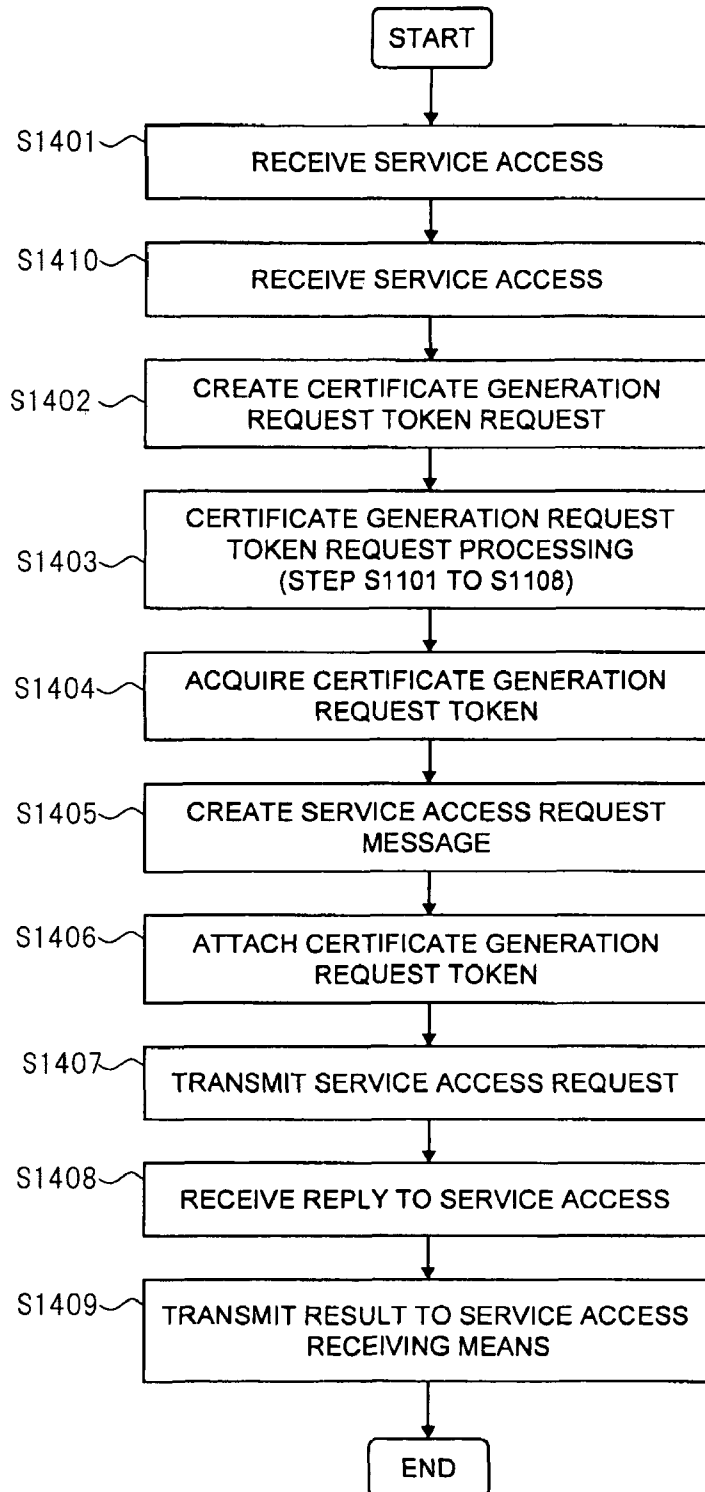 START
S1401
RECEIVE SERVICE ACCESS
S1410
RECEIVE SERVICE ACCESS
S1402
CREATE CERTIFICATE GENERATION
REQUEST TOKEN REQUEST
S1403
CERTIFICATE GENERATION REQUEST
TOKEN REQUEST PROCESSING
(STEP S1101 TO S1108)
S1404
ACQUIRE CERTIFICATE GENERATION
REQUEST TOKEN
S1405
CREATE SERVICE ACCESS REQUEST
MESSAGE
S1406
ATTACH CERTIFICATE GENERATION
REQUEST TOKEN
S1407
TRANSMIT SERVICE ACCESS REQUEST
S1408
RECEIVE REPLY TO SERVICE ACCESS
S1409
TRANSMIT RESULT TO SERVICE ACCESS
RECEIVING MEANS
END